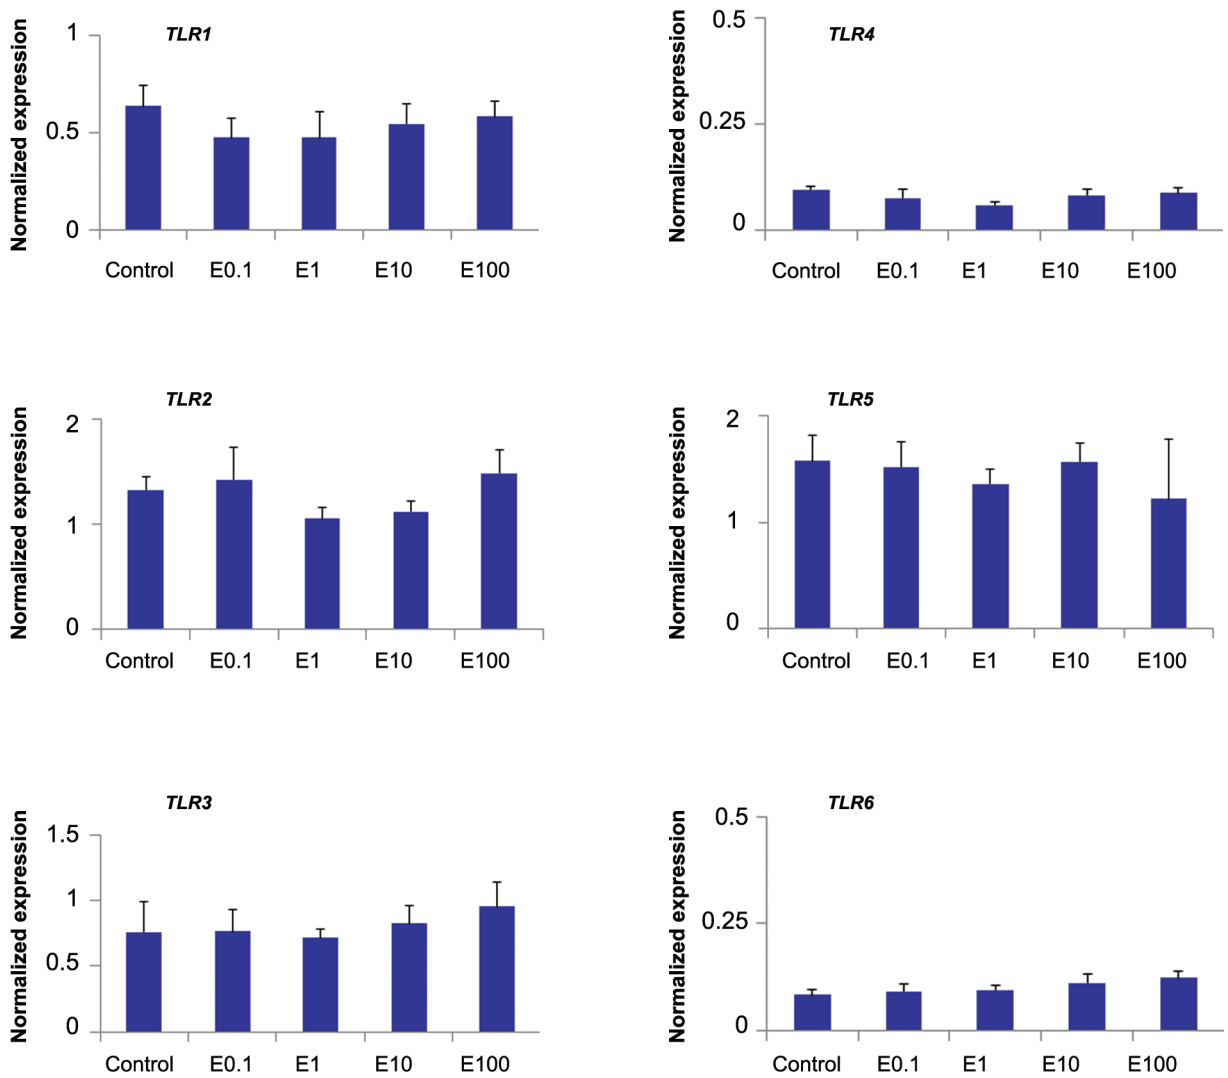 TLR1
Normalized expression
1
0.5
0
Control E0.1 E1 E10 E100
TLR4
Normalized expression
0.5
0.25
0
Control E0.1 E1 E10 E100
TLR2
Normalized expression
2
1
0
Control E0.1 E1 E10 E100
TLR5
Normalized expression
2
1
0
Control E0.1 E1 E10 E100
TLR3
Normalized expression
1.5
1
0.5
0
Control E0.1 E1 E10 E100
TLR6
Normalized expression
0.5
0.25
0
Control E0.1 E1 E10 E100